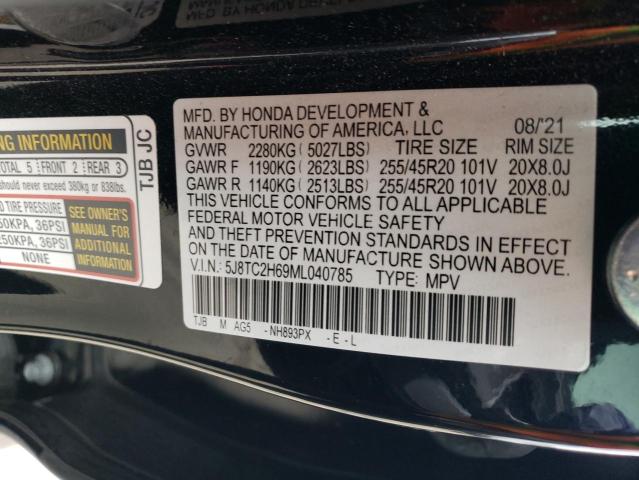 MFD. BY HONDA DEVELOPMENT &
MANUFACTURING OF AMERICA, LLC 08/'21
GVWR 2280KG ( 5027LBS) TIRE SIZE RIM SIZE
GAWR F 1190KG ( 2623LBS) 255/45R20 101V 20X8.0J
GAWR R 1140KG ( 2513LBS) 255/45R20 101V 20X8.0J
THIS VEHICLE CONFORMS TO ALL APPLICABLE
FEDERAL MOTOR VEHICLE SAFETY
AND THEFT PREVENTION STANDARDS IN EFFECT
ON THE DATE OF MANUFACTURE SHOWN ABOVE.
V.I.N.: 5J8TC2H69ML040785 TYPE: MPV
TJB M AG5 - NH893PX - E - L
INFORMATION
TOTAL 5 FRONT 2 REAR 3
should never exceed 380kg or 838lbs.
TIRE PRESSURE
50KPA, 36PSI
250KPA, 36PSI
NONE
SEE OWNER'S
MANUAL FOR
ADDITIONAL
INFORMATION
TJB JC